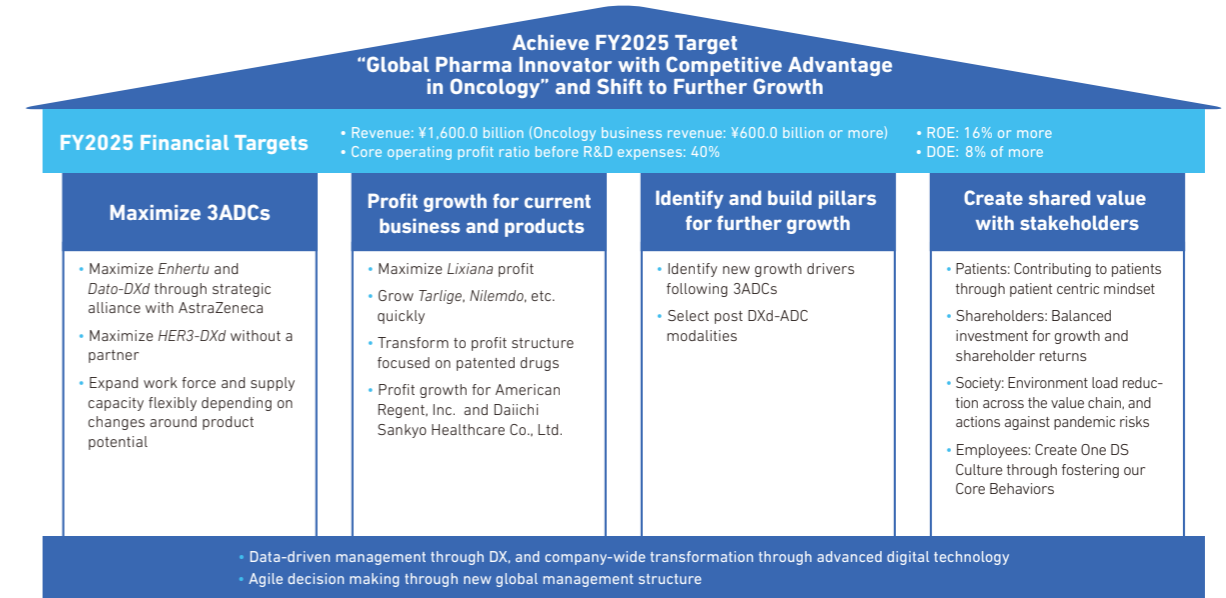 Achieve FY2025 Target
“Global Pharma Innovator with Competitive Advantage
in Oncology” and Shift to Further Growth
FY2025 Financial Targets
• Revenue: ¥1,600.0 billion (Oncology business revenue: ¥600.0 billion or more)
• Core operating profit ratio before R&D expenses: 40%
• ROE: 16% or more
• DOE: 8% of more
Maximize 3ADCs
• Maximize Enhertu and
Dato-DXd through strategic
alliance with AstraZeneca
• Maximize HER3-DXd without a
partner
• Expand work force and supply
capacity flexibly depending on
changes around product
potential
Profit growth for current
business and products
• Maximize Lixiana profit
• Grow Tarlige, Nilemdo, etc.
quickly
• Transform to profit structure
focused on patented drugs
• Profit growth for American
Regent, Inc. and Daiichi
Sankyo Healthcare Co., Ltd.
Identify and build pillars
for further growth
• Identify new growth drivers
following 3ADCs
• Select post DXd-ADC
modalities
Create shared value
with stakeholders
• Patients: Contributing to patients
through patient centric mindset
• Shareholders: Balanced
investment for growth and
shareholder returns
• Society: Environment load reduc-
tion across the value chain, and
actions against pandemic risks
• Employees: Create One DS
Culture through fostering our
Core Behaviors
• Data-driven management through DX, and company-wide transformation through advanced digital technology
• Agile decision making through new global management structure